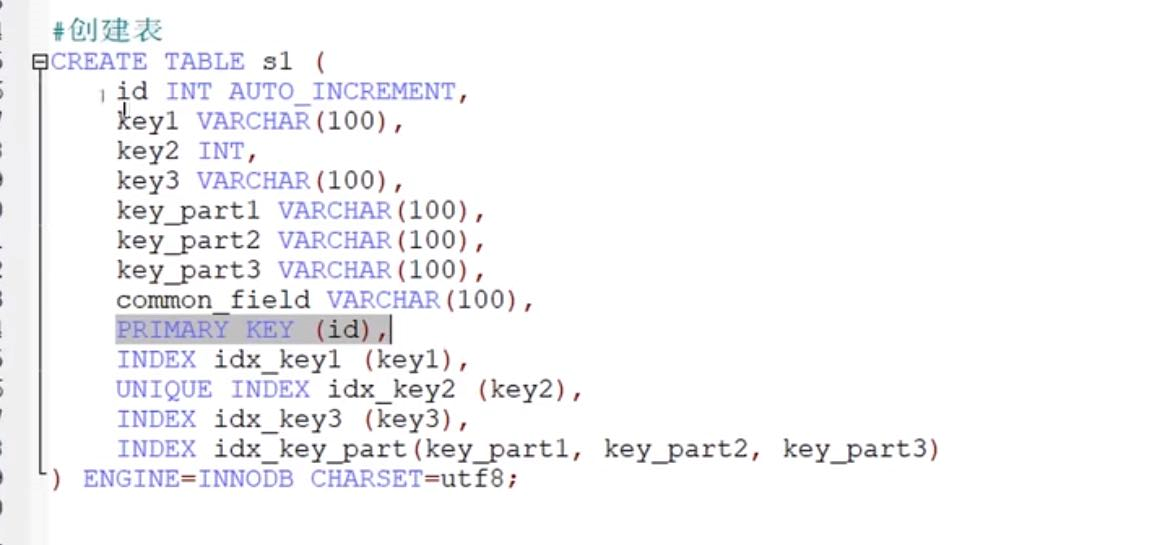 #创建表
CREATE TABLE s1 (
id INT AUTO_INCREMENT,
key1 VARCHAR(100),
key2 INT,
key3 VARCHAR(100),
key_part1 VARCHAR(100),
key_part2 VARCHAR(100),
key_part3 VARCHAR(100),
common_field VARCHAR(100),
PRIMARY KEY (id),
INDEX idx_key1 (key1),
UNIQUE INDEX idx_key2 (key2),
INDEX idx_key3 (key3),
INDEX idx_key_part(key_part1, key_part2, key_part3)
) ENGINE=INNODB CHARSET=utf8;